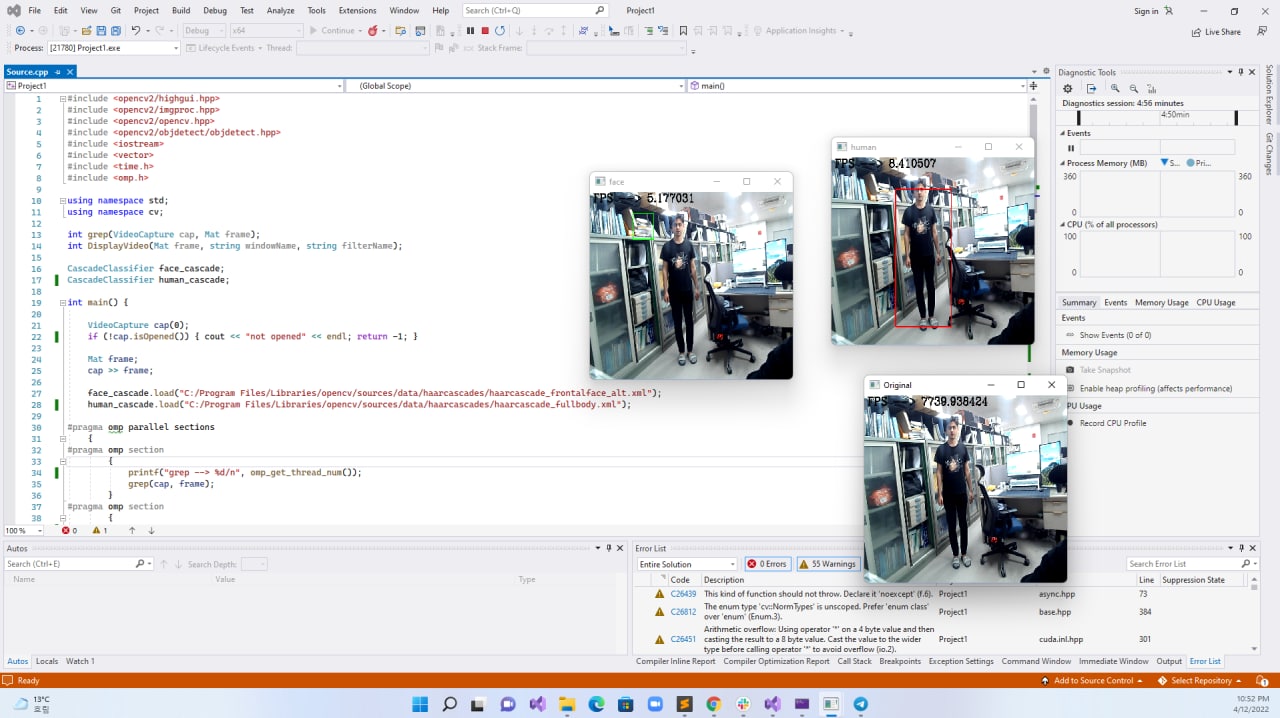 File Edit View Git Project Build Debug Test Analyze Tools Extensions Window Help Search (Ctrl+Q) Project1 Sign in
Debug x64 Continue Application Insights Live Share
Process: [21780] Project1.exe Lifecycle Events Thread: Stack Frame:
Source.cpp
Project1 (Global Scope) main()
1 #include <opencv2/highgui.hpp>
2 #include <opencv2/imgproc.hpp>
3 #include <opencv2/opencv.hpp>
4 #include <opencv2/objdetect/objdetect.hpp>
5 #include <iostream>
6 #include <vector>
7 #include <time.h>
8 #include <omp.h>
9
10 using namespace std;
11 using namespace cv;
12
13 int grep(VideoCapture cap, Mat frame);
14 int DisplayVideo(Mat frame, string windowName, string filterName);
15
16 CascadeClassifier face_cascade;
17 CascadeClassifier human_cascade;
18
19 int main() {
20
21 VideoCapture cap(0);
22 if (!cap.isOpened()) { cout << "not opened" << endl; return -1; }
23
24 Mat frame;
25 cap >> frame;
26
27 face_cascade.load("C:/Program Files/Libraries/opencv/sources/data/haarcascades/haarcascade_frontalface_alt.xml");
28 human_cascade.load("C:/Program Files/Libraries/opencv/sources/data/haarcascades/haarcascade_fullbody.xml");
29
30 #pragma omp parallel sections
31 {
32 #pragma omp section
33 {
34 printf("grep --> %d/n", omp_get_thread_num());
35 grep(cap, frame);
36 }
37 #pragma omp section
38 {
100 % 0 1
face
FPS --> 5.177031
human
FPS --> 8.410507
Original
FPS --> 7739.938424
Diagnostic Tools
Diagnostics session: 4:56 minutes
4:50min
Events
Process Memory (MB) S... Pri...
360 360
0 0
CPU (% of all processors)
100 100
0 0
Summary Events Memory Usage CPU Usage
Events
Show Events (0 of 0)
Memory Usage
Take Snapshot
Enable heap profiling (affects performance)
PU Usage
Record CPU Profile
Solution Explorer
Git Changes
Autos
Search (Ctrl+E) Search Depth:
Name Value Type
Autos Locals Watch 1
Error List
Entire Solution 0 Errors 55 Warnings Search Error List
Code Description Line Suppression State
C26439 This kind of function should not throw. Declare it 'noexcept' (f.6). Project1 async.hpp 73
C26812 The enum type 'cv::NormTypes' is unscoped. Prefer 'enum class' over 'enum' (Enum.3). Project1 base.hpp 384
C26451 Arithmetic overflow: Using operator '*' on a 4 byte value and then casting the result to a 8 byte value. Cast the value to the wider type before calling operator '*' to avoid overflow (io.2). Project1 cuda.inl.hpp 301
Compiler Inline Report Compiler Optimization Report Call Stack Breakpoints Exception Settings Command Window Immediate Window Output Error List
Ready Add to Source Control Select Repository 1
13°C
흐림
10:52 PM
4/12/2022